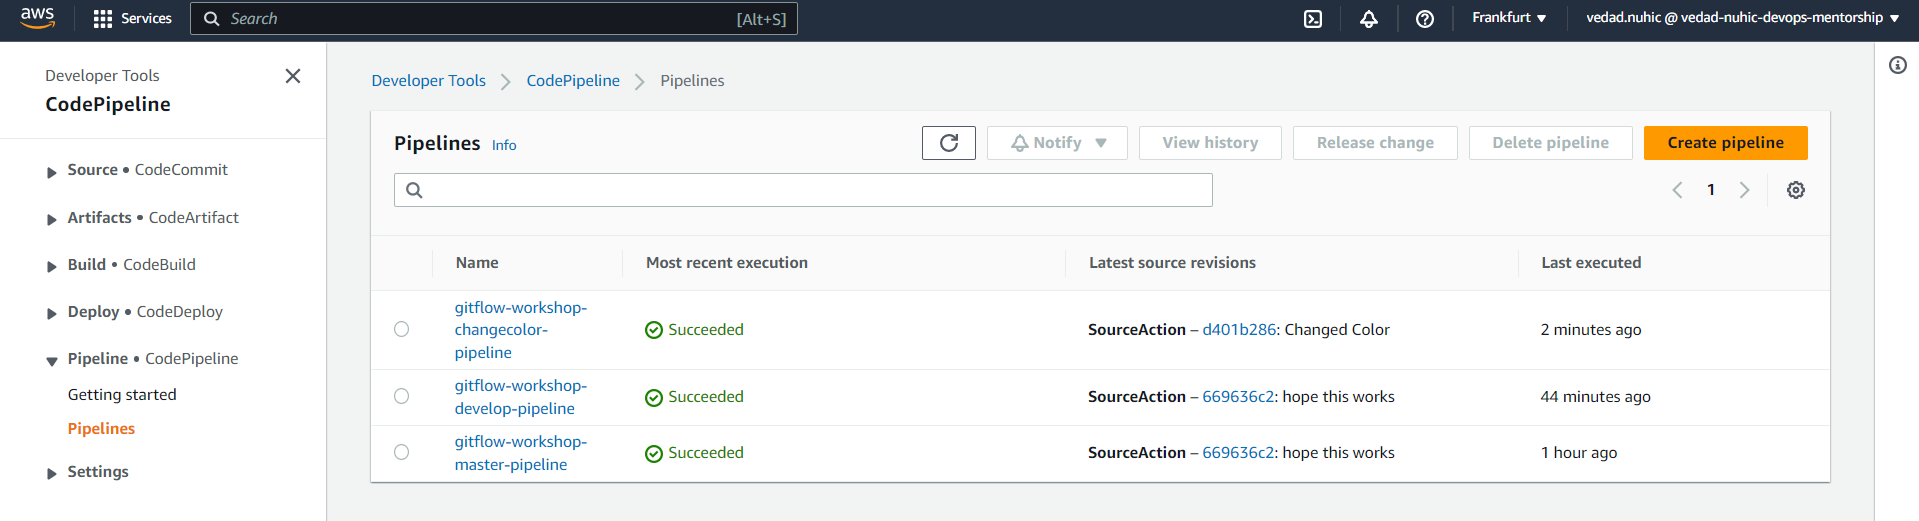 aws
Services
Search
[Alt+S]
Frankfurt
vedad.nuhic @ vedad-nuhic-devops-mentorship
Developer Tools
CodePipeline
Source • CodeCommit
Artifacts • CodeArtifact
Build • CodeBuild
Deploy • CodeDeploy
Pipeline • CodePipeline
Getting started
Pipelines
Settings
Developer Tools
CodePipeline
Pipelines
Pipelines Info
Notify
View history
Release change
Delete pipeline
Create pipeline
1
Name
Most recent execution
Latest source revisions
Last executed
gitflow-workshop-
changecolor-
pipeline
Succeeded
SourceAction – d401b286: Changed Color
2 minutes ago
gitflow-workshop-
develop-pipeline
Succeeded
SourceAction – 669636c2: hope this works
44 minutes ago
gitflow-workshop-
master-pipeline
Succeeded
SourceAction – 669636c2: hope this works
1 hour ago